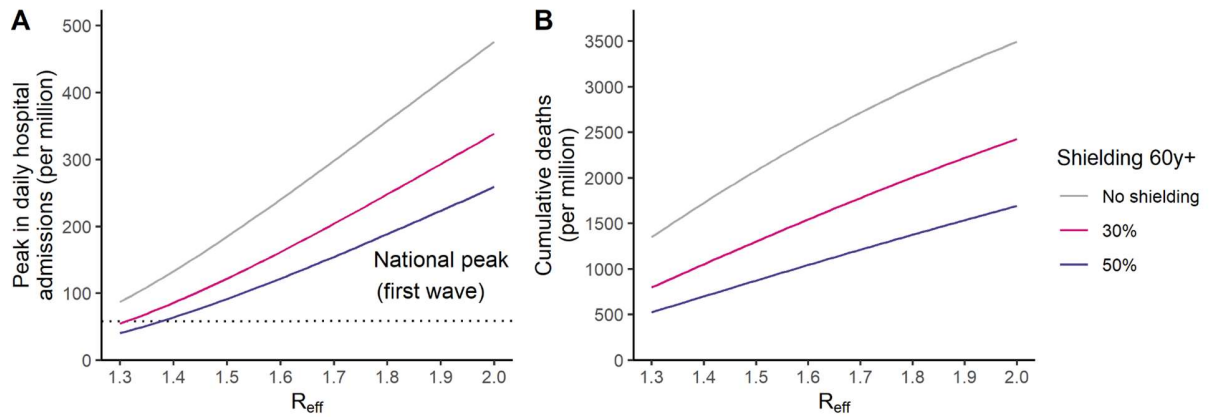 A
Peak in daily hospital
admissions (per million)
500
400
300
200
100
0
National peak
(first wave)
1.3 1.4 1.5 1.6 1.7 1.8 1.9 2.0
Reff
B
Cumulative deaths
(per million)
3500
3000
2500
2000
1500
1000
500
0
1.3 1.4 1.5 1.6 1.7 1.8 1.9 2.0
Reff
Shielding 60y+
No shielding
30%
50%